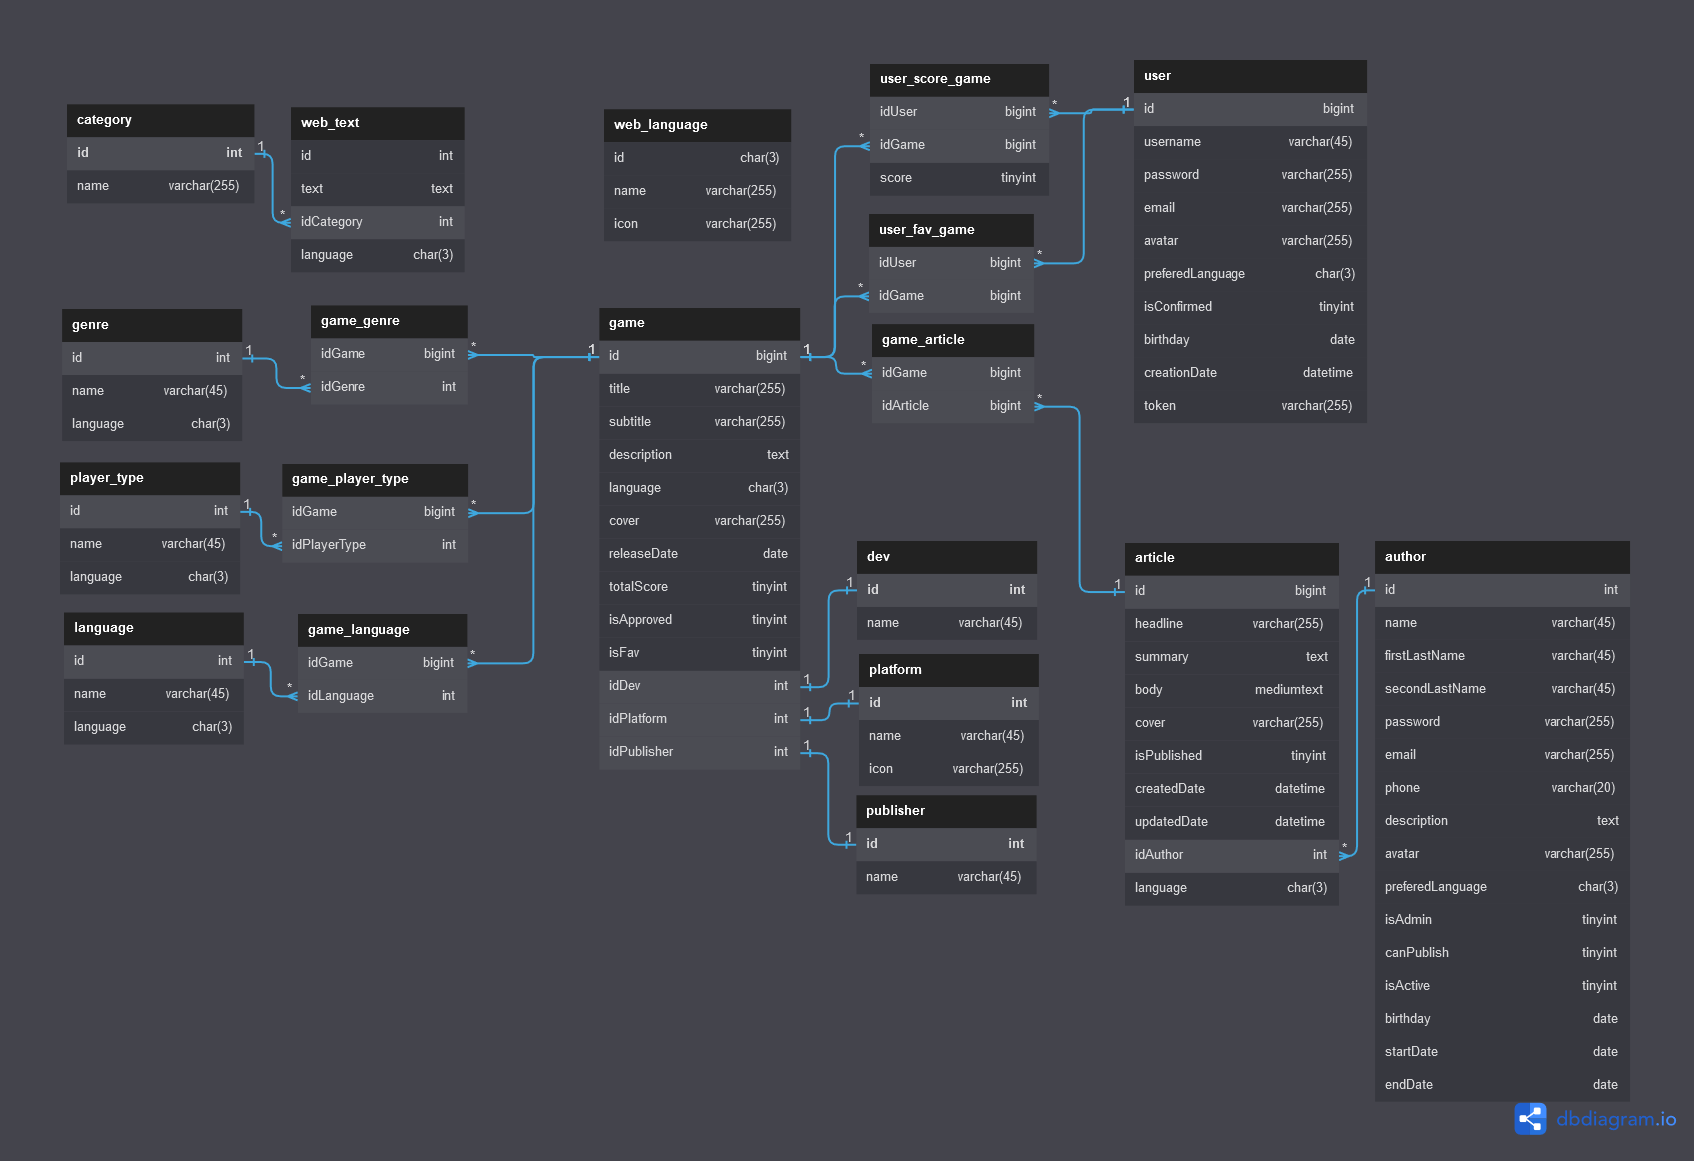 category
id int
name varchar(255)
1
*
web_text
id int
text text
idCategory int
language char(3)
web_language
id char(3)
name varchar(255)
icon varchar(255)
user_score_game
idUser bigint
idGame bigint
score tinyint
*
*
1
user
id bigint
username varchar(45)
password varchar(255)
email varchar(255)
avatar varchar(255)
preferedLanguage char(3)
isConfirmed tinyint
birthday date
creationDate datetime
token varchar(255)
user_fav_game
idUser bigint
idGame bigint
*
*
game_article
idGame bigint
idArticle bigint
*
*
genre
id int
name varchar(45)
language char(3)
1
*
game_genre
idGame bigint
idGenre int
*
player_type
id int
name varchar(45)
language char(3)
1
*
game_player_type
idGame bigint
idPlayerType int
*
language
id int
name varchar(45)
language char(3)
1
*
game_language
idGame bigint
idLanguage int
*
1
game
id bigint
title varchar(255)
subtitle varchar(255)
description text
language char(3)
cover varchar(255)
releaseDate date
totalScore tinyint
isApproved tinyint
isFav tinyint
idDev int
idPlatform int
idPublisher int
1
1
1
1
dev
id int
name varchar(45)
1
platform
id int
name varchar(45)
icon varchar(255)
1
publisher
id int
name varchar(45)
1
article
id bigint
headline varchar(255)
summary text
body mediumtext
cover varchar(255)
isPublished tinyint
createdDate datetime
updatedDate datetime
idAuthor int
language char(3)
1
*
1
author
id int
name varchar(45)
firstLastName varchar(45)
secondLastName varchar(45)
password varchar(255)
email varchar(255)
phone varchar(20)
description text
avatar varchar(255)
preferedLanguage char(3)
isAdmin tinyint
canPublish tinyint
isActive tinyint
birthday date
startDate date
endDate date
dbdiagram.io